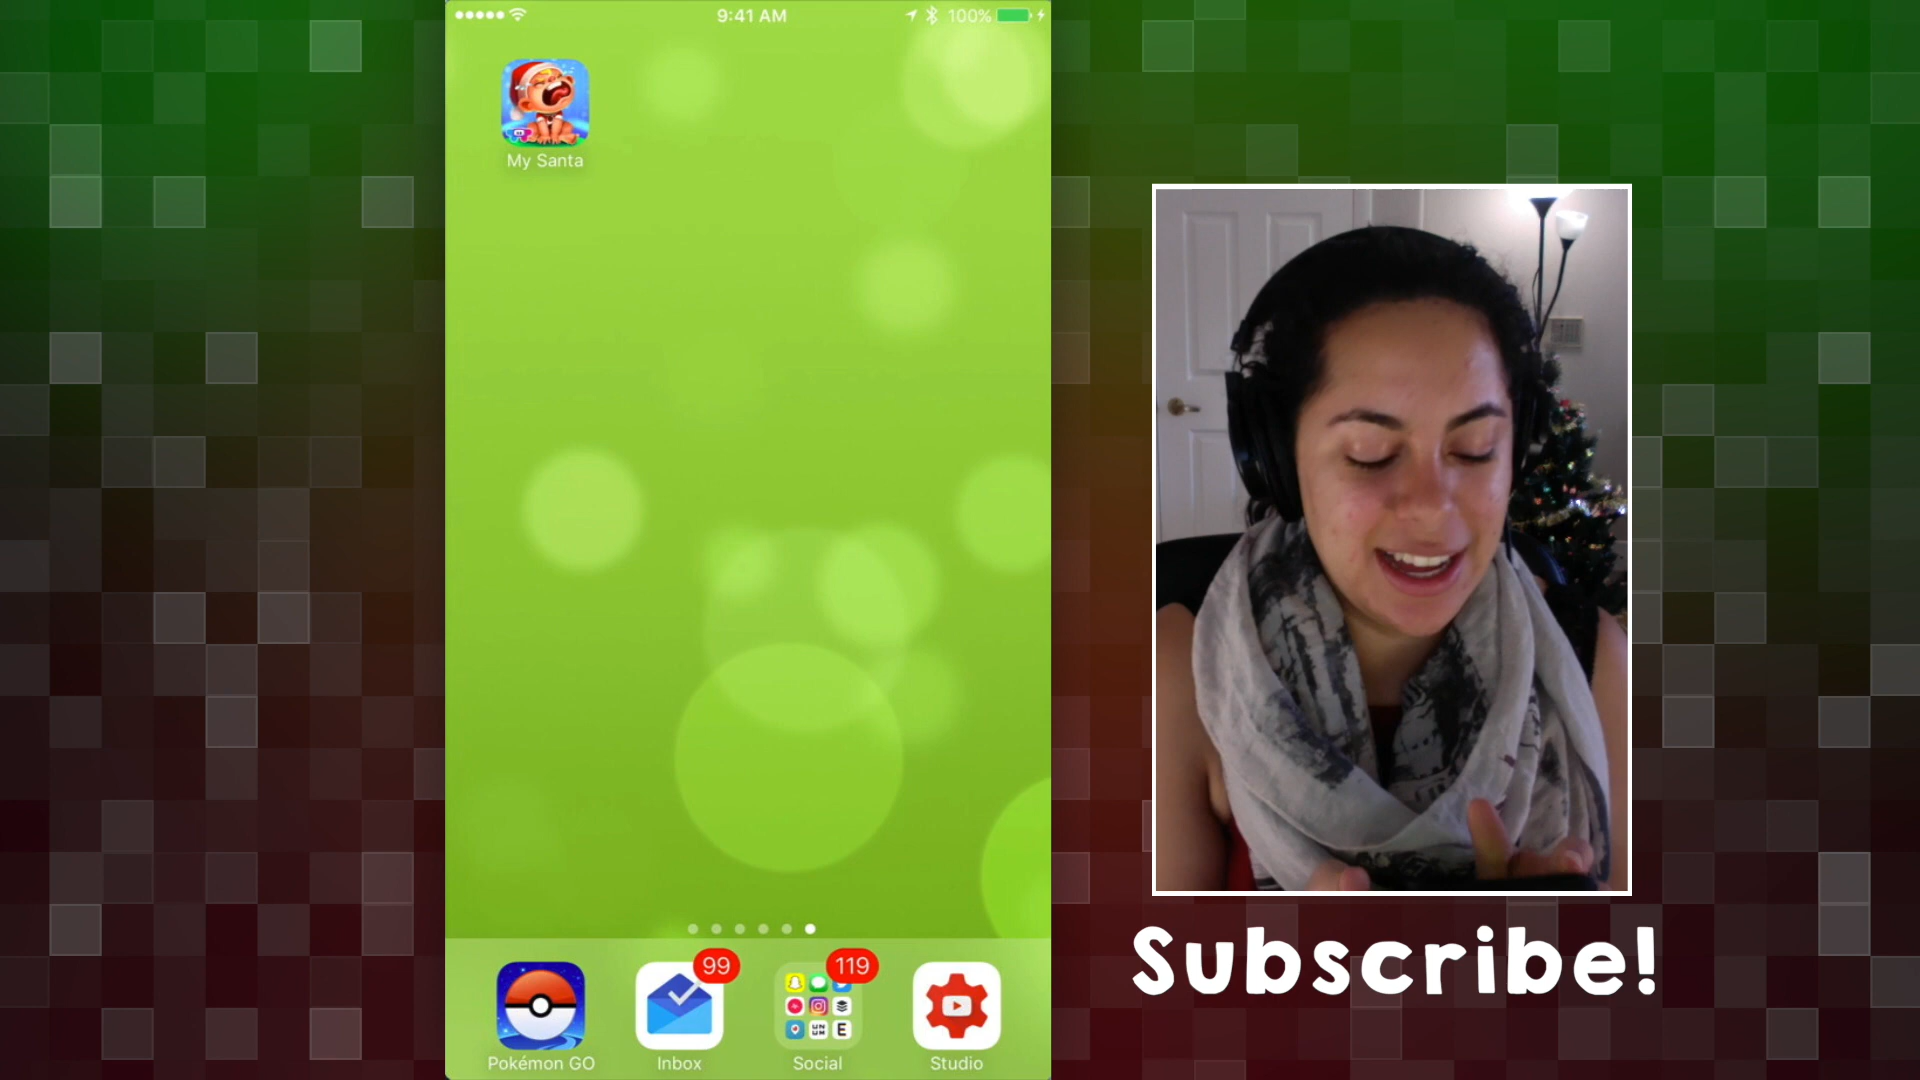 9:41 AM
100%
My Santa
99
119
Pokémon GO
Inbox
Social
Studio
Subscribe!